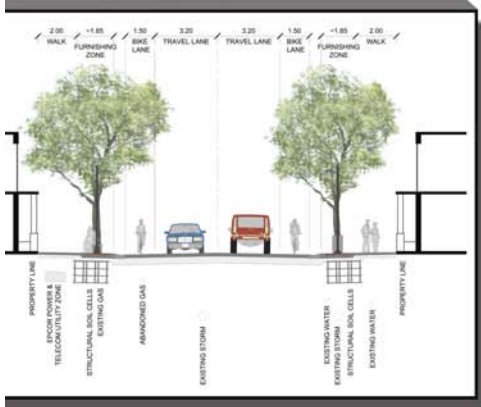 2.00
WALK
~1.85
FURNISHING
ZONE
1.50
BIKE
LANE
3.20
TRAVEL LANE
3.20
TRAVEL LANE
1.50
BIKE
LANE
~1.85
FURNISHING
ZONE
2.00
WALK
PROPERTY LINE
EPCOR POWER &
TELECOM UTILITY ZONE
STRUCTURAL SOIL CELLS
EXISTING GAS
ABANDONED GAS
EXISTING STORM
EXISTING WATER
EXISTING STORM
STRUCTURAL SOIL CELLS
EXISTING WATER
PROPERTY LINE